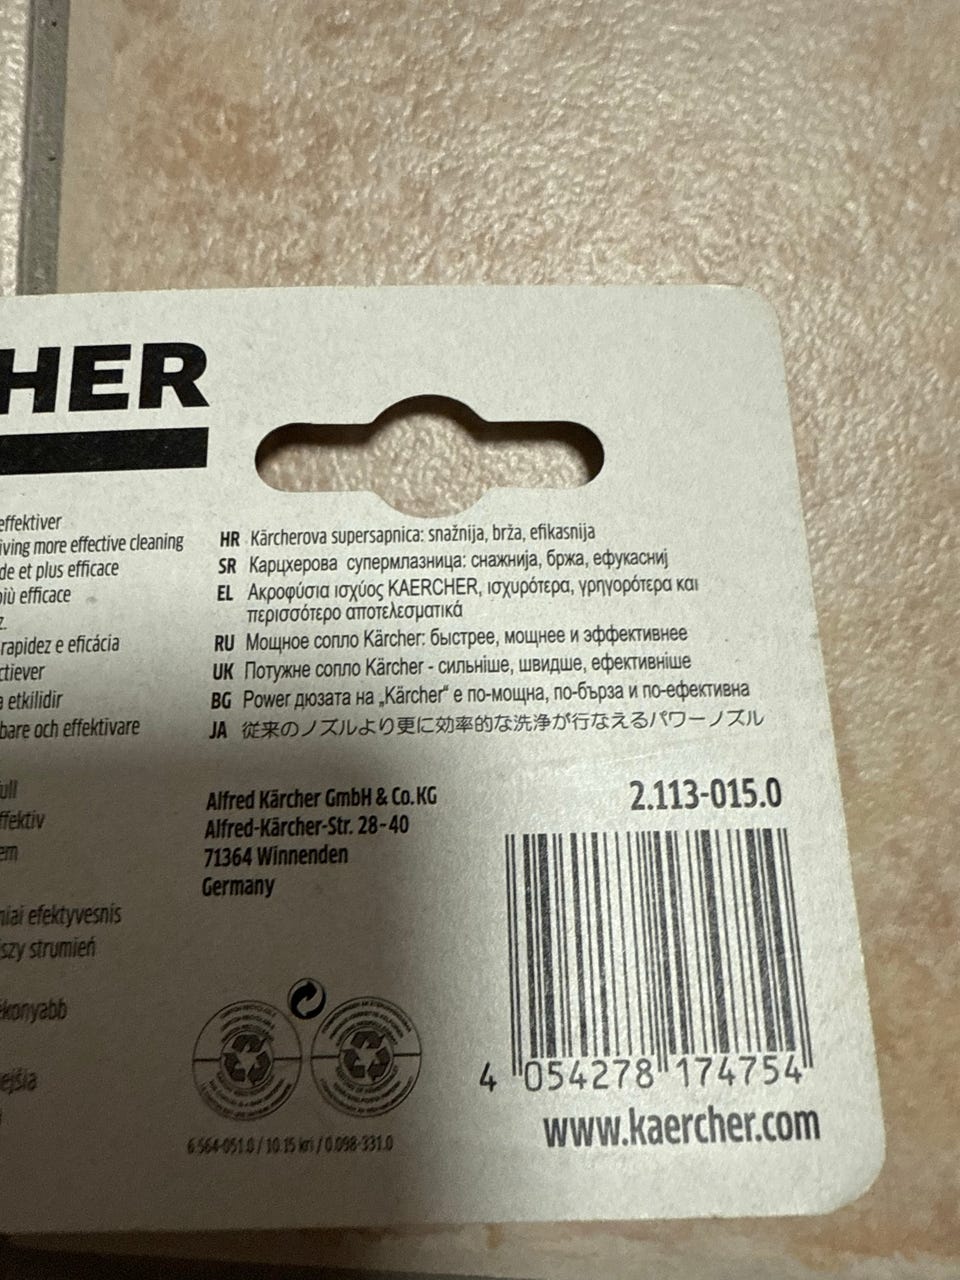 HER
effektiver
iving more effective cleaning
de et plus efficace
più efficace
z.
rapidez e eficácia
ctiever
a etkilidir
bare och effektivare
ull
ffektiv
em
niai efektyvesnis
szy strumień
ékonyabb
ejšia
HR Kärcherova supersapnica: snažnija, brža, efikasnija
SR Карцхерова супермлазница: снажнија, бржа, ефукасниј
EL Ακροφύσια ισχύος KAERCHER, ισχυρότερα, γρηγορότερα και
περισσότερο αποτελεσματικά
RU Мощное сопло Kärcher: быстрее, мощнее и эффективнее
UK Потужне сопло Kärcher - сильніше, швидше, ефективніше
BG Power дюзата на „Kärcher“ е по-мощна, по-бърза и по-ефективна
JA 従来のノズルより更に効率的な洗浄が行なえるパワーノズル
Alfred Kärcher GmbH & Co. KG
Alfred-Kärcher-Str. 28-40
71364 Winnenden
Germany
2.113-015.0
4 054278 174754
www.kaercher.com
6.564-051.0 / 10.15 kri / 0.098-331.0